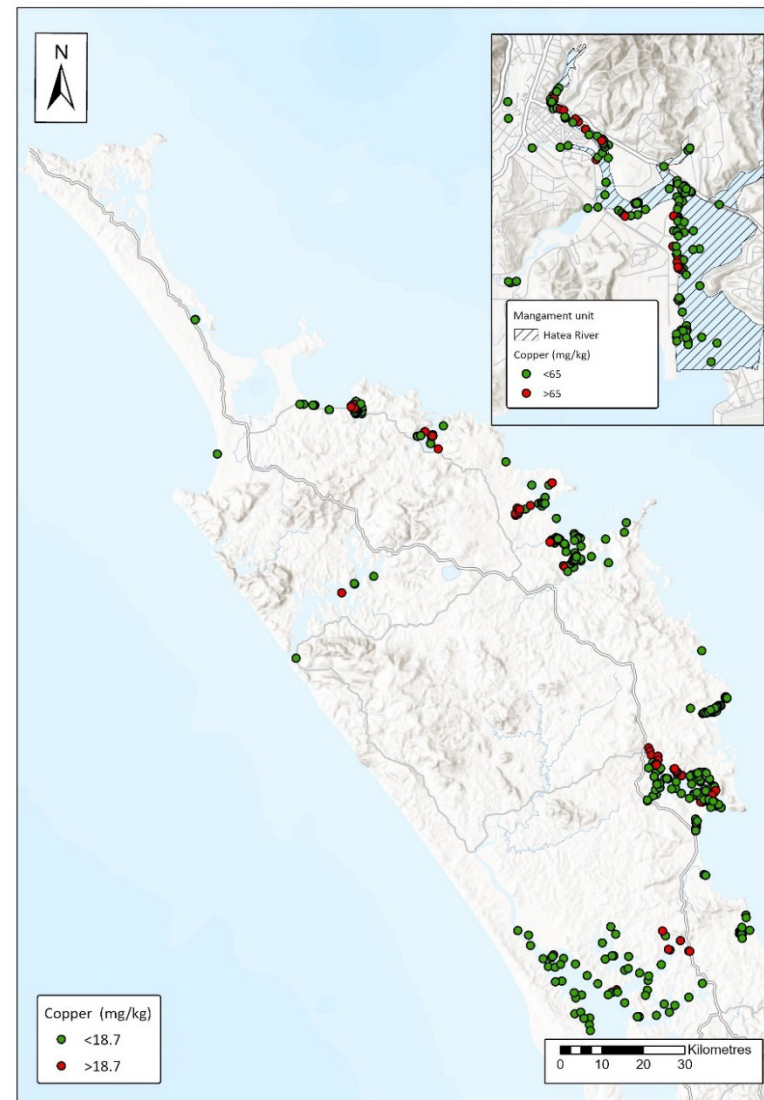 N
Mangament unit
Hatea River
Copper (mg/kg)
<65
>65
Copper (mg/kg)
<18.7
>18.7
Kilometres
0 5 10 20 30